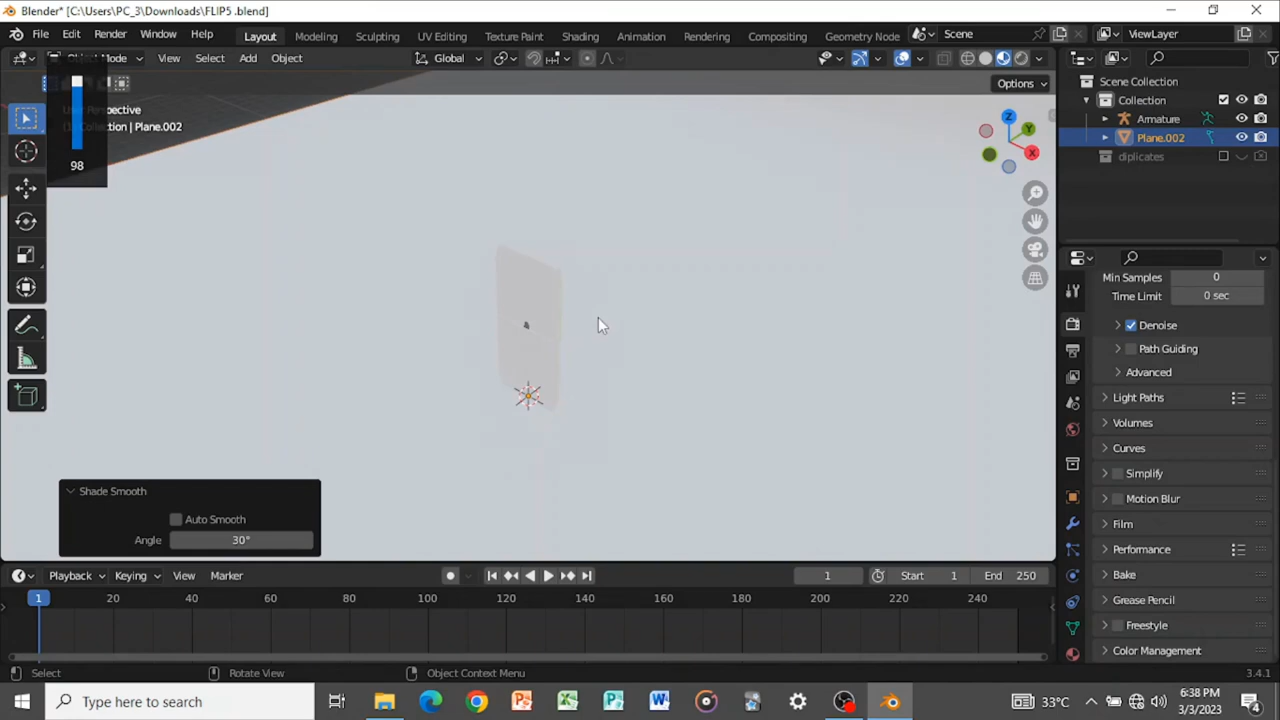 Blender* [C:\Users\PC_3\Downloads\FLIP5 .blend]
File Edit Render Window Help Layout Modeling Sculpting UV Editing Texture Paint Shading Animation Rendering Compositing Geometry Node Scene ViewLayer
Mode View Select Add Object Global
Options
Perspective
Collection | Plane.002
98
Z
Y
X
Scene Collection
Collection
Armature
Plane.002
diplicates
Min Samples 0
Time Limit 0 sec
Denoise
Path Guiding
Advanced
Light Paths
Volumes
Curves
Simplify
Motion Blur
Film
Performance
Bake
Grease Pencil
Freestyle
Color Management
Shade Smooth
Auto Smooth
Angle 30°
Playback Keying View Marker 1 Start 1 End 250
1 20 40 60 80 100 120 140 160 180 200 220 240
Select Rotate View Object Context Menu 3.4.1
Type here to search
33°C
6:38 PM
3/3/2023
4